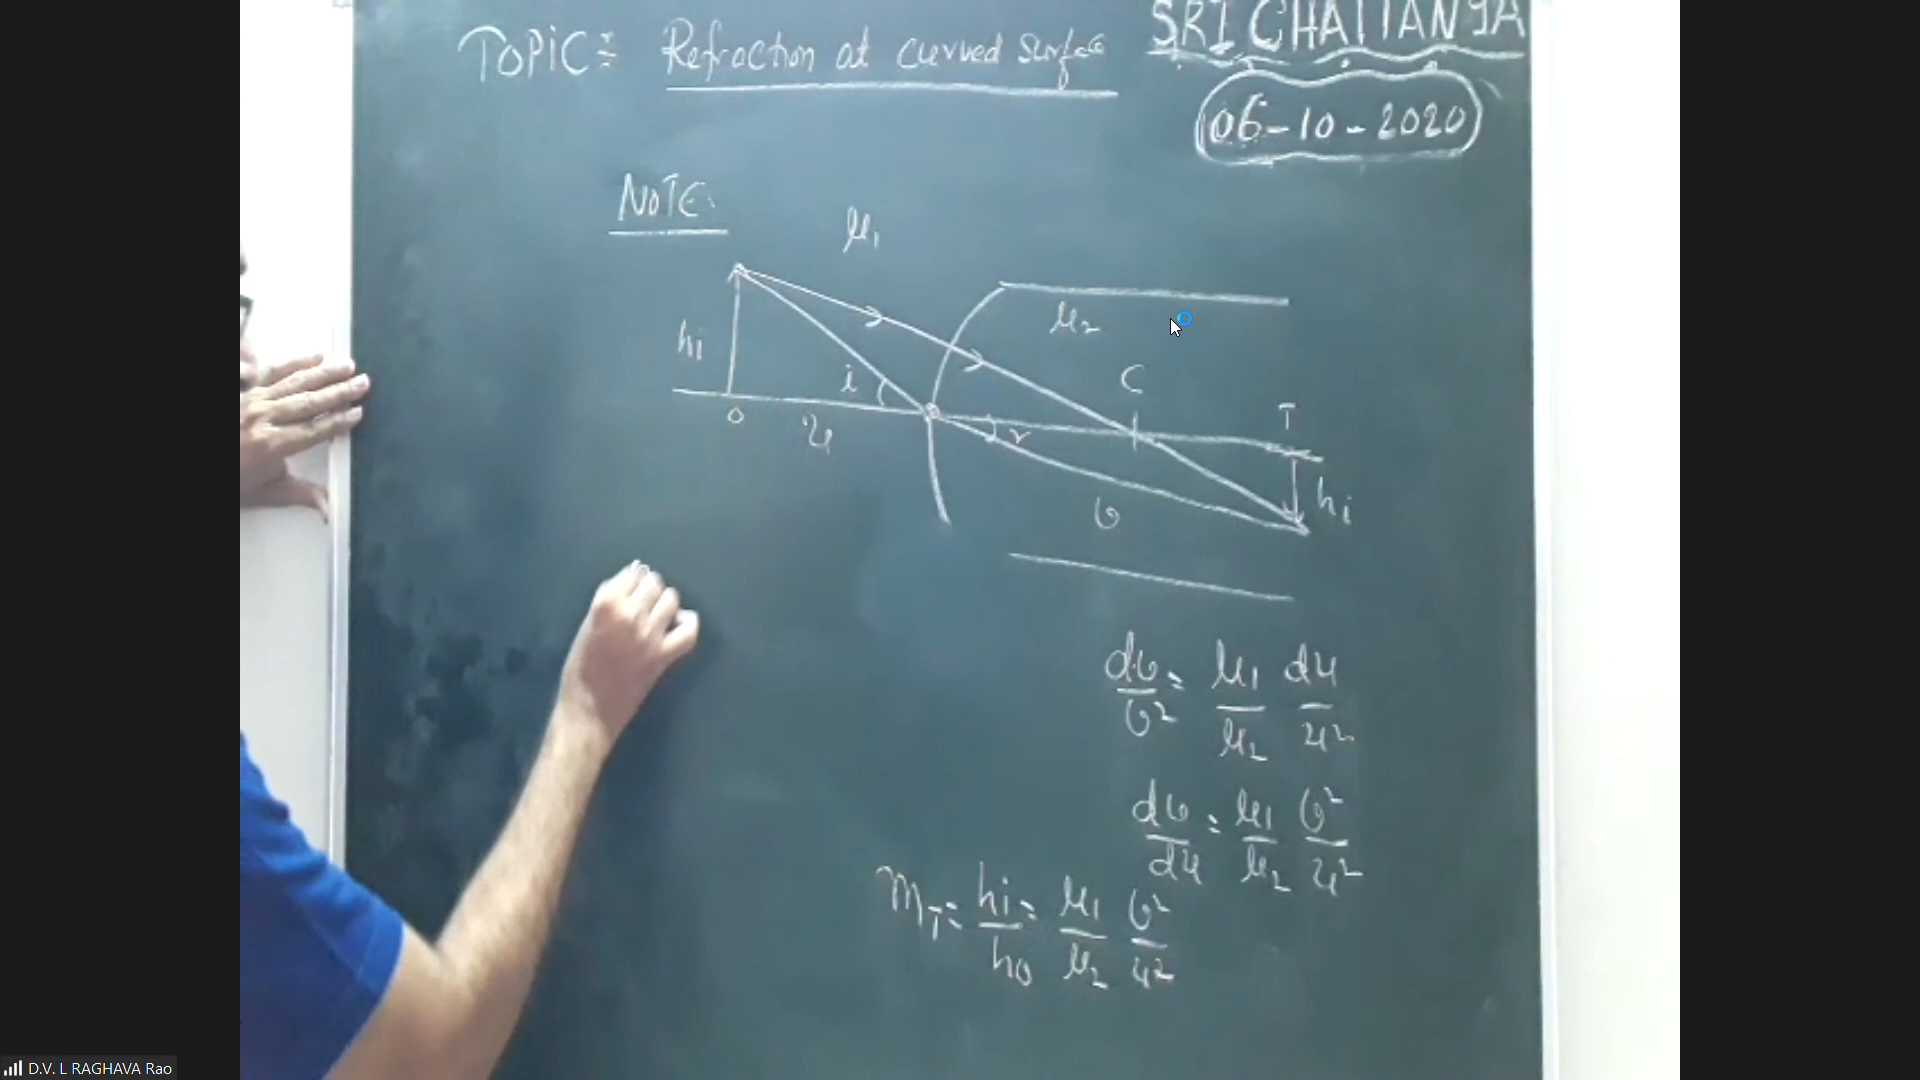 SRI CHAITANYA
TOPIC:- Refraction at curved surface
06-10-2020
NOTE:
μ₁
μ₂
hi
i
C
I
O
u
r
hi
v
dv/v² = μ₁/μ₂ du/u²
dv/du = μ₁/μ₂ v²/u²
mT = hi/ho = μ₁/μ₂ v²/u²
D.V. L RAGHAVA Rao